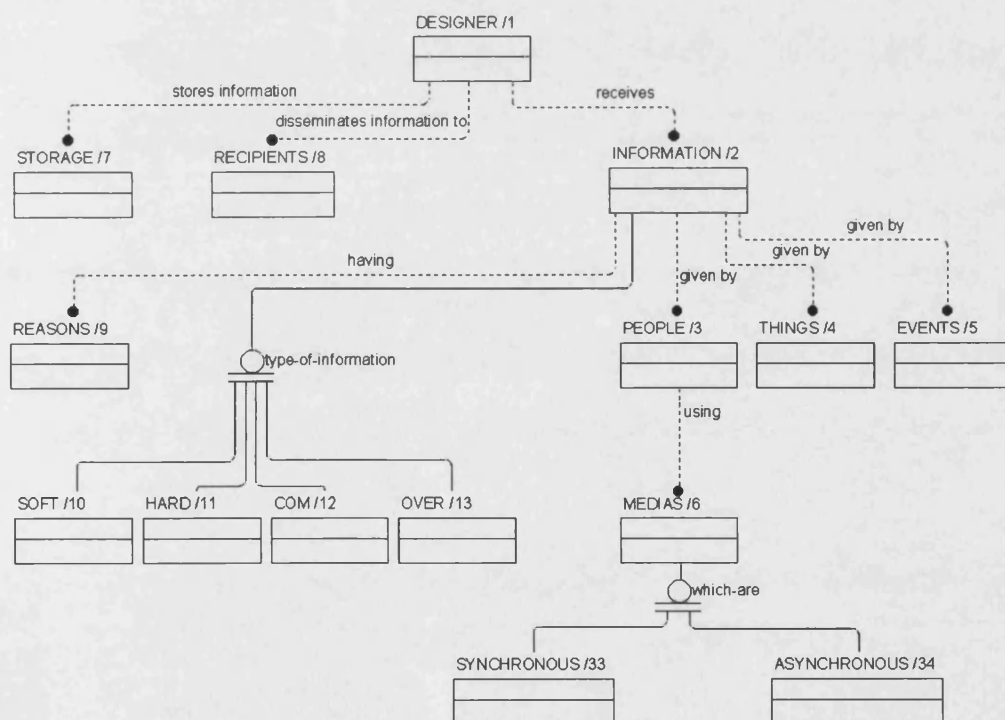 DESIGNER /1
stores information
receives
disseminates information to
STORAGE /7
RECIPIENTS /8
INFORMATION /2
given by
given by
having
given by
REASONS /9
PEOPLE /3
THINGS /4
EVENTS /5
type-of-information
using
SOFT /10
HARD /11
COM /12
OVER /13
MEDIAS /6
which-are
SYNCHRONOUS /33
ASYNCHRONOUS /34